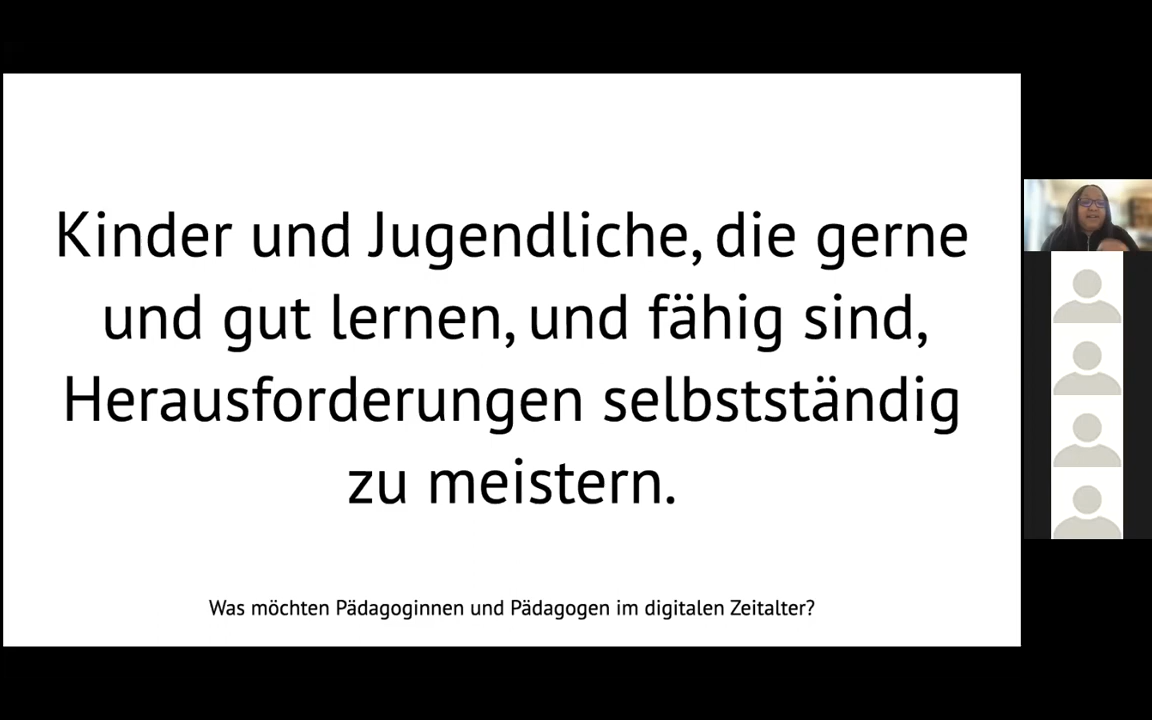 Kinder und Jugendliche, die gerne
und gut lernen, und fähig sind,
Herausforderungen selbstständig
zu meistern.
Was möchten Pädagoginnen und Pädagogen im digitalen Zeitalter?